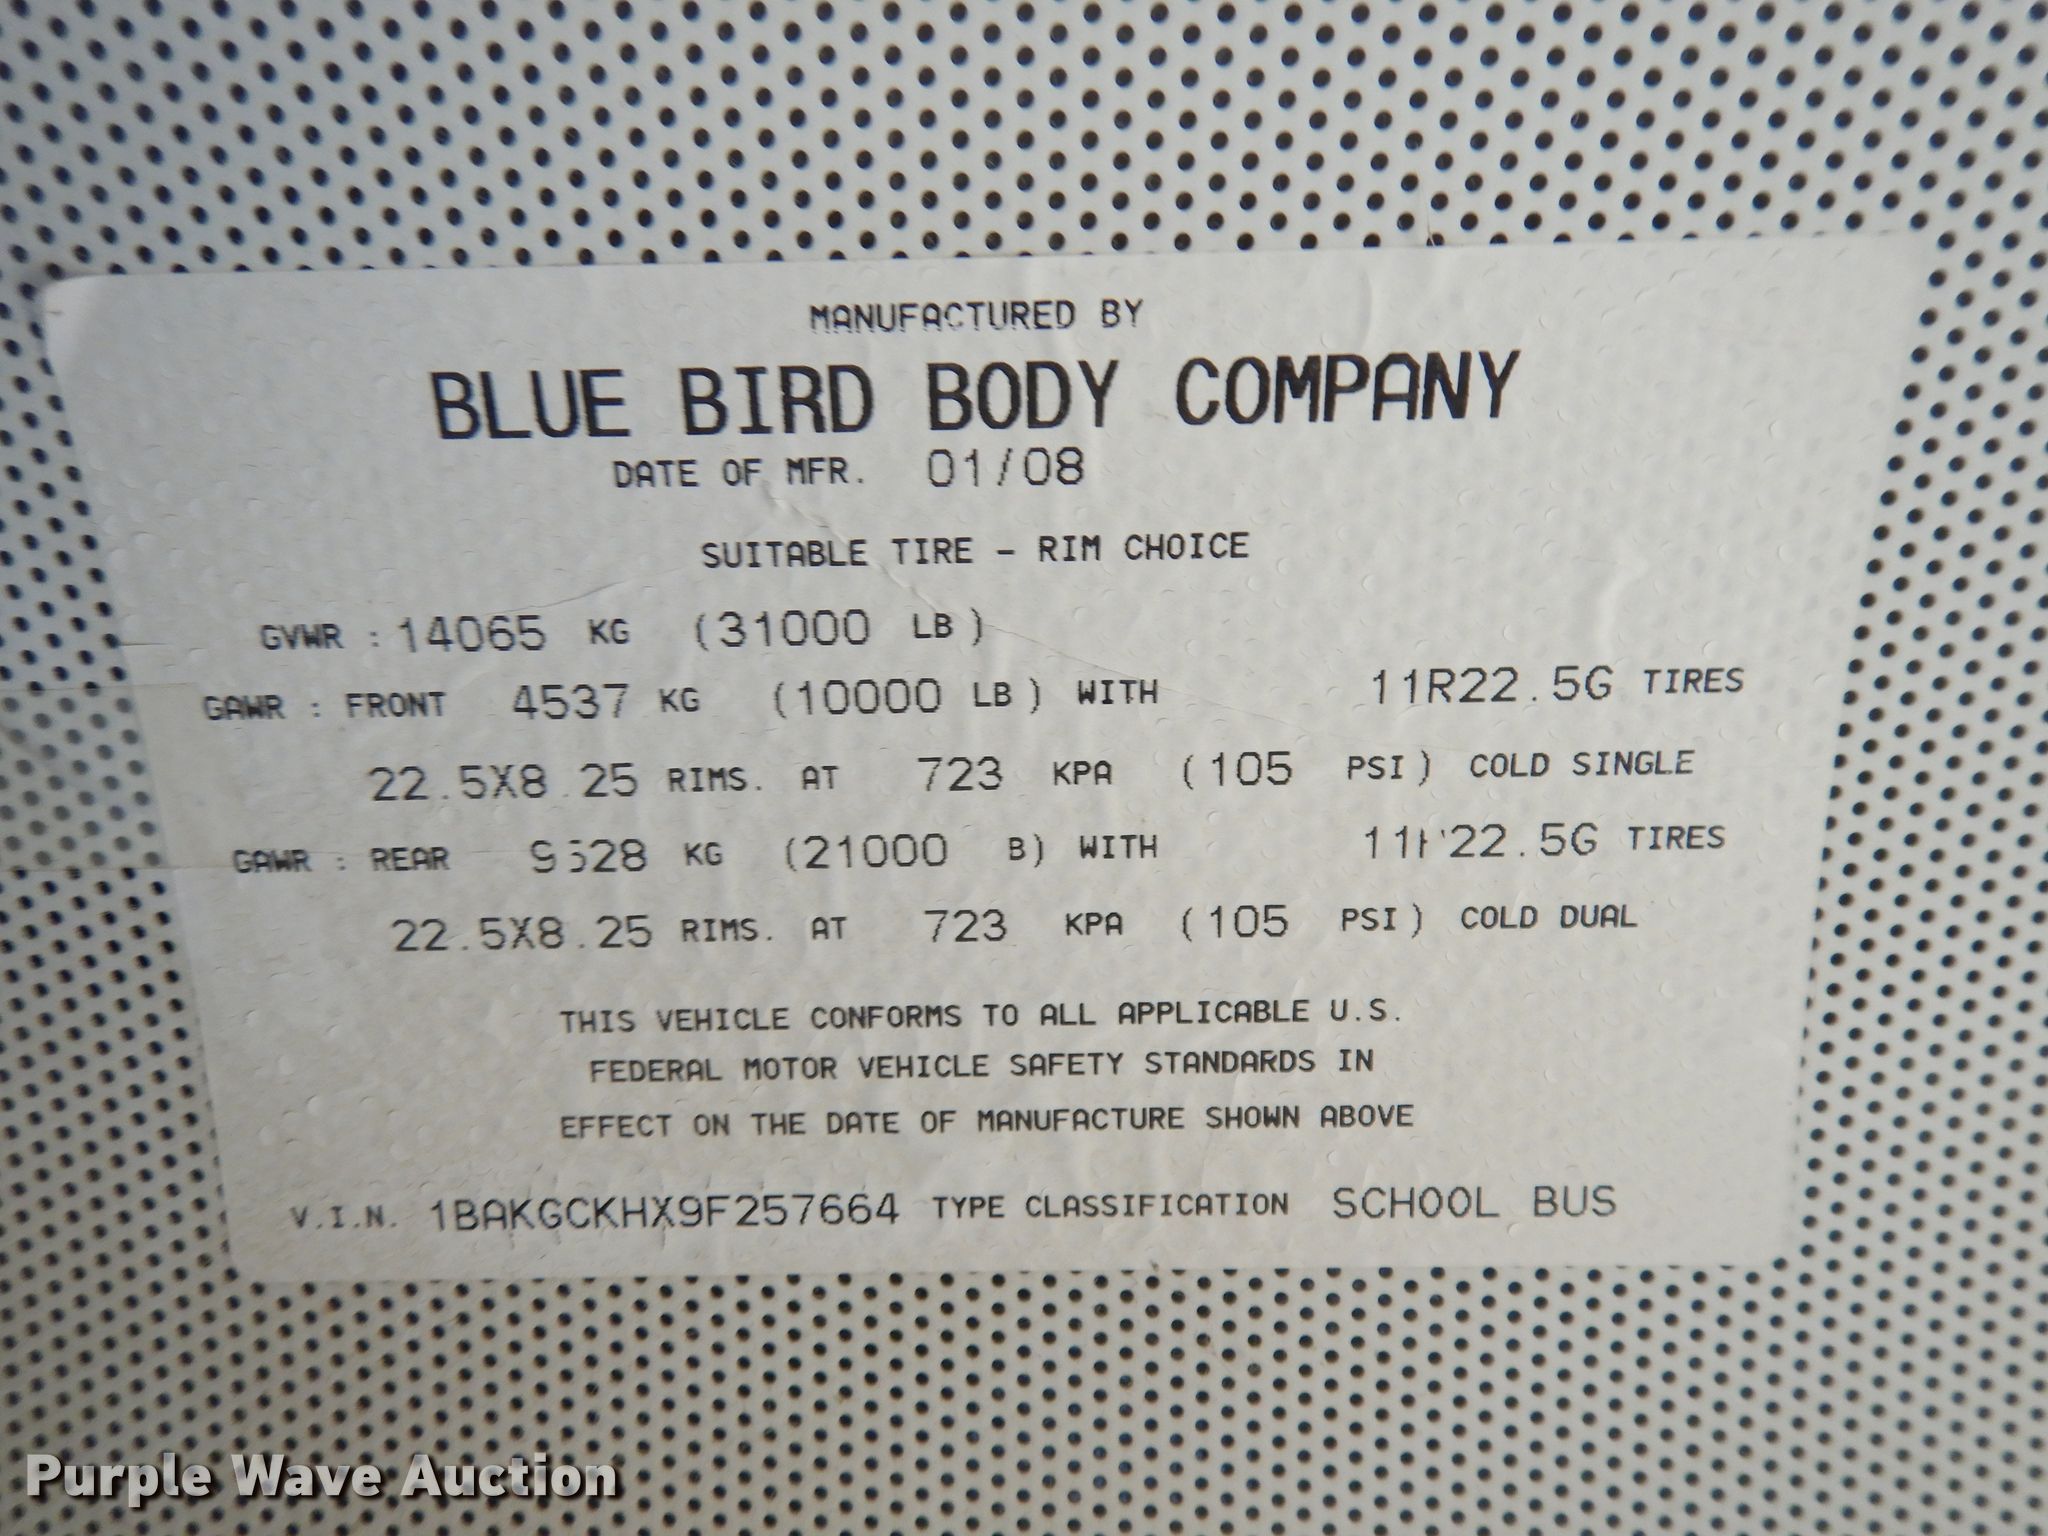 MANUFACTURED BY
BLUE BIRD BODY COMPANY
DATE OF MFR. 01/08
SUITABLE TIRE - RIM CHOICE
GVWR : 14065 KG (31000 LB)
GAWR : FRONT 4537 KG (10000 LB) WITH 11R22.5G TIRES
22.5X8.25 RIMS. AT 723 KPA (105 PSI) COLD SINGLE
GAWR : REAR KG (21000 B) WITH TIRES
22.5X8.25 RIMS. AT 723 KPA (105 PSI) COLD DUAL
THIS VEHICLE CONFORMS TO ALL APPLICABLE U.S.
FEDERAL MOTOR VEHICLE SAFETY STANDARDS IN
EFFECT ON THE DATE OF MANUFACTURE SHOWN ABOVE
V.I.N. 1BAKGCKHX9F257664 TYPE CLASSIFICATION SCHOOL BUS
Purple Wave Auction